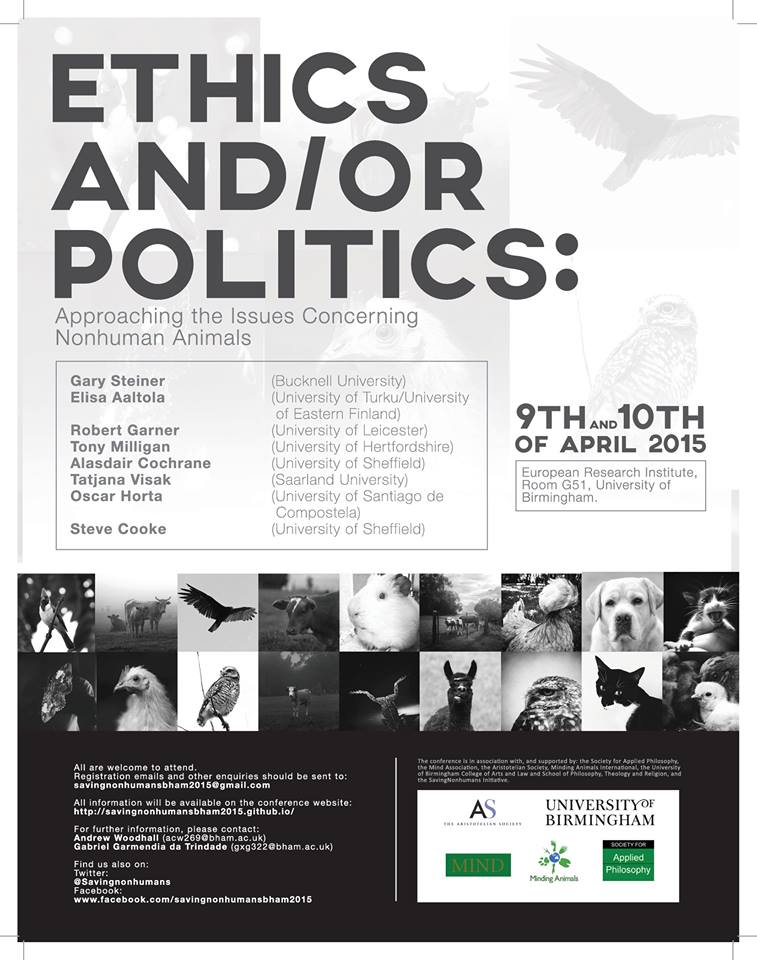 ETHICS
AND/OR
POLITICS:
Approaching the Issues Concerning
Nonhuman Animals
Gary Steiner (Bucknell University)
Elisa Aaltola (University of Turku/University
of Eastern Finland)
Robert Garner (University of Leicester)
Tony Milligan (University of Hertfordshire)
Alasdair Cochrane (University of Sheffield)
Tatjana Visak (Saarland University)
Oscar Horta (University of Santiago de
Compostela)
Steve Cooke (University of Sheffield)
9TH AND 10TH
OF APRIL 2015
European Research Institute,
Room G51, University of
Birmingham.
All are welcome to attend.
Registration emails and other enquiries should be sent to:
savingnonhumansbham2015@gmail.com
All information will be available on the conference website:
http://savingnonhumansbham2015.github.io/
For further information, please contact:
Andrew Woodhall (acw269@bham.ac.uk)
Gabriel Garmendia da Trindade (gxg322@bham.ac.uk)
Find us also on:
Twitter:
@Savingnonhumans
Facebook:
www.facebook.com/savingnonhumansbham2015
The conference is in association with, and supported by: the Society for Applied Philosophy,
the Mind Association, the Aristotelian Society, Minding Animals International, the University
of Birmingham College of Arts and Law and School of Philosophy, Theology and Religion, and
the SavingNonhumans Initiative.
AS
THE ARISTOTELIAN SOCIETY
UNIVERSITY OF
BIRMINGHAM
MIND
Minding Animals
SOCIETY FOR
Applied
Philosophy